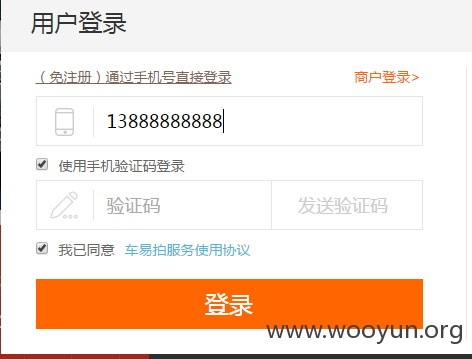 用户登录
（免注册）通过手机号直接登录 商户登录>
13888888888
使用手机验证码登录
验证码 发送验证码
我已同意 车易拍服务使用协议
登录
www.wooyun.org